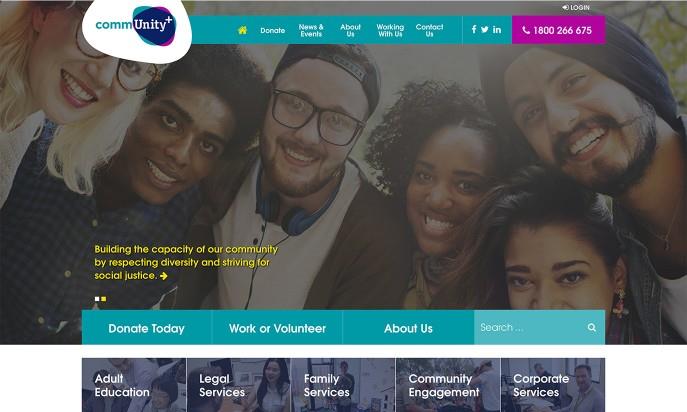 LOGIN
commUnity+
Donate
News &
Events
About
Us
Working
With Us
Contact
Us
1800 266 675
Building the capacity of our community
by respecting diversity and striving for
social justice.
Donate Today
Work or Volunteer
About Us
Search ...
Adult
Education
Legal
Services
Family
Services
Community
Engagement
Corporate
Services